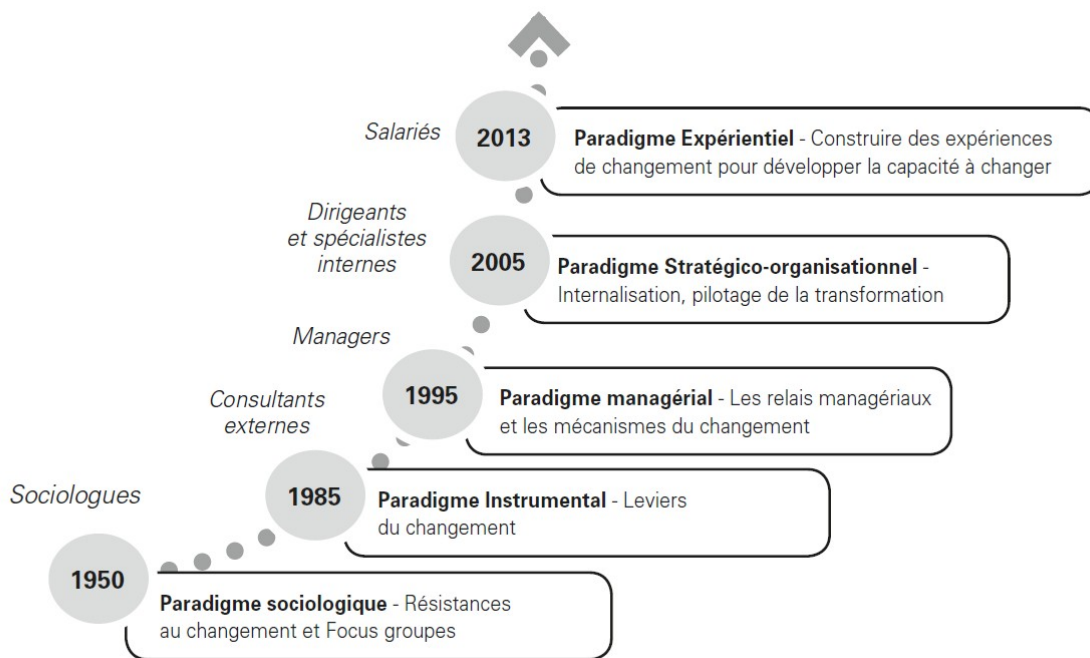 Salariés
2013
Paradigme Expérientiel - Construire des expériences
de changement pour développer la capacité à changer
Dirigeants
et spécialistes
internes
2005
Paradigme Stratégico-organisationnel -
Internalisation, pilotage de la transformation
Managers
1995
Paradigme managérial - Les relais managériaux
et les mécanismes du changement
Consultants
externes
1985
Paradigme Instrumental - Leviers
du changement
Sociologues
1950
Paradigme sociologique - Résistances
au changement et Focus groupes